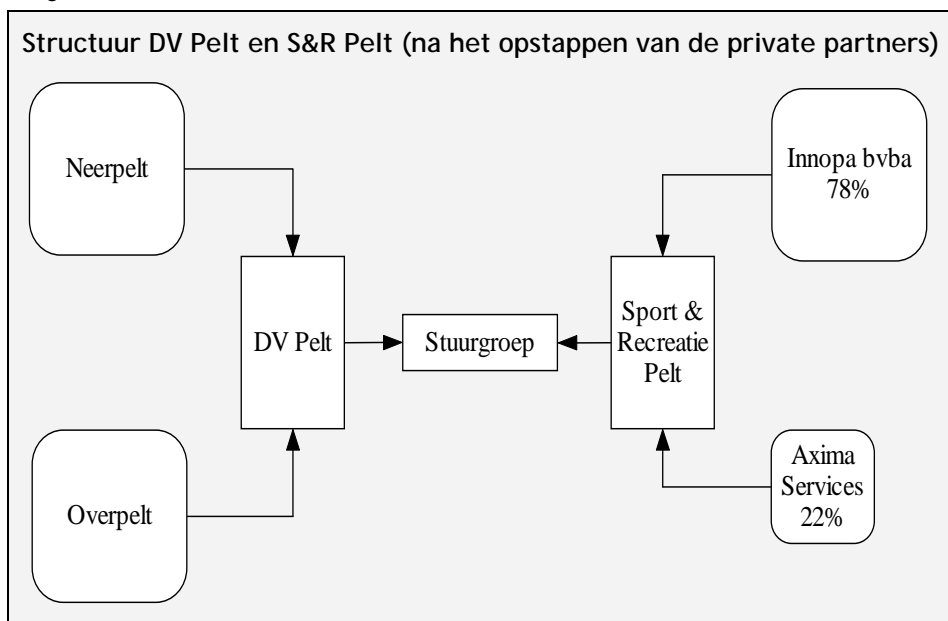 Structuur DV Pelt en S&R Pelt (na het opstappen van de private partners)
Neerpelt
Innopa bvba
78%
DV Pelt
Stuurgroep
Sport &
Recreatie
Pelt
Overpelt
Axima
Services
22%